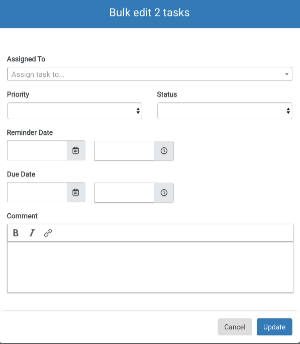 Bulk edit 2 tasks
Assigned To
Assign task to...
Priority Status
Reminder Date
Due Date
Comment
B I
Cancel Update